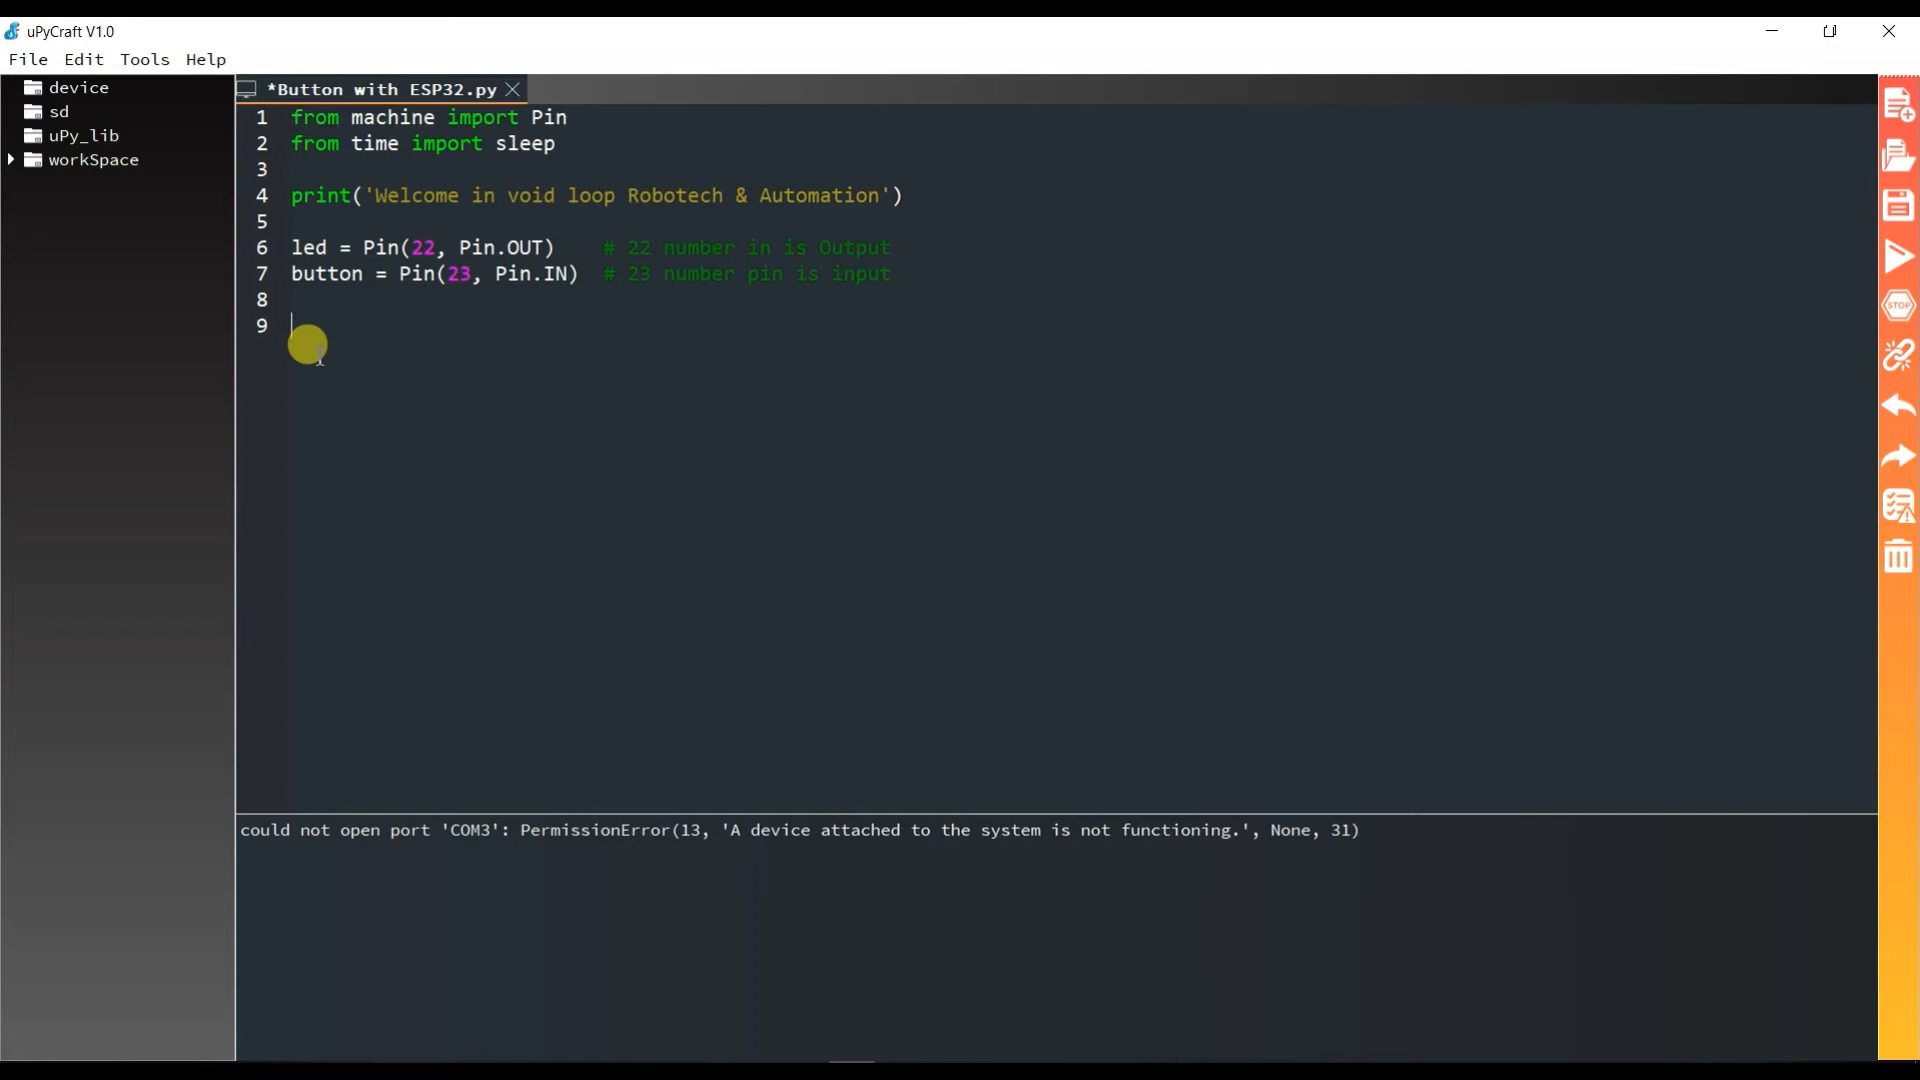 uPyCraft V1.0
File Edit Tools Help
device
sd
uPy_lib
workSpace
*Button with ESP32.py
1 from machine import Pin
2 from time import sleep
3
4 print('Welcome in void loop Robotech & Automation')
5
6 led = Pin(22, Pin.OUT)    # 22 number in is Output
7 button = Pin(23, Pin.IN)  # 23 number pin is input
8
9
STOP
could not open port 'COM3': PermissionError(13, 'A device attached to the system is not functioning.', None, 31)